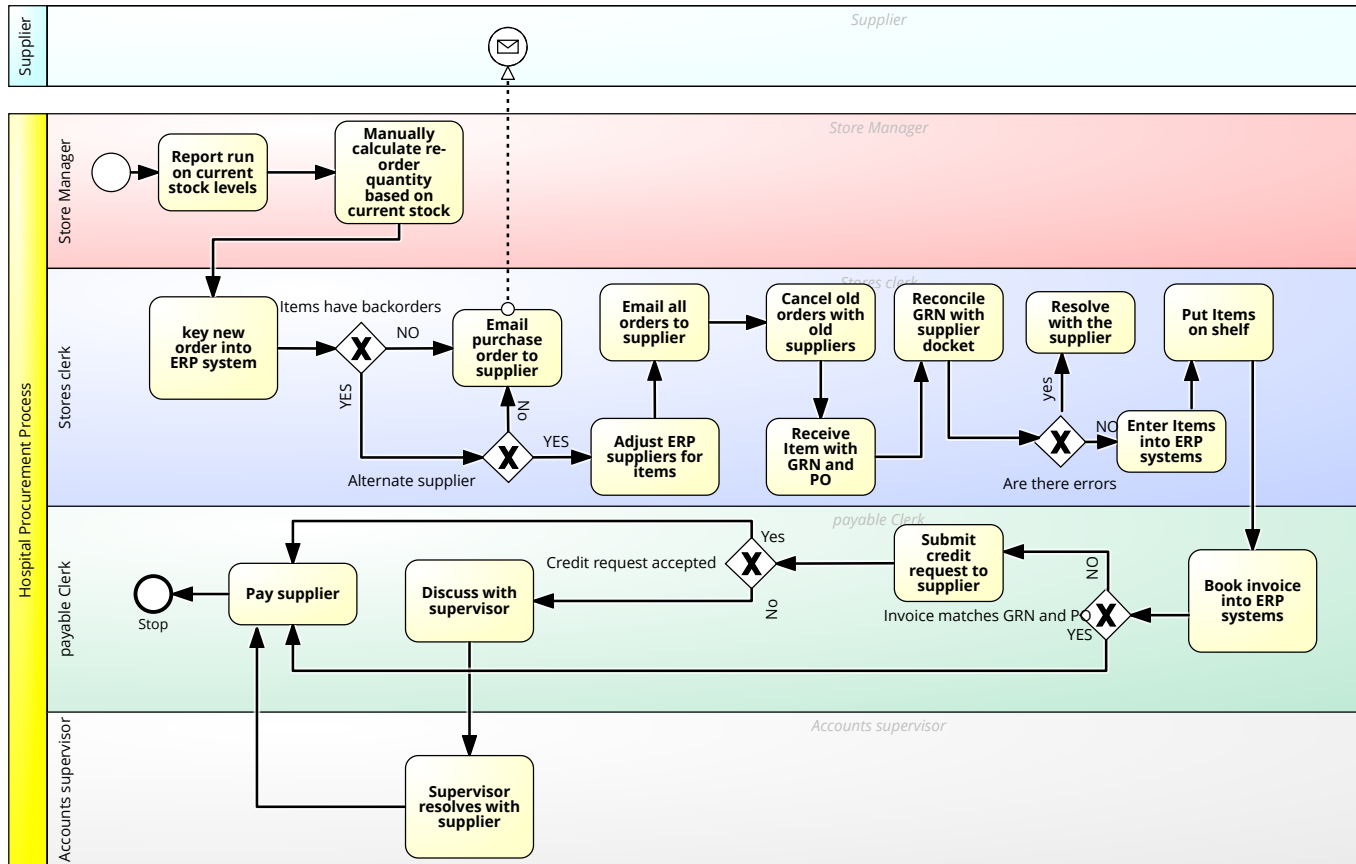 Supplier
Supplier
Hospital Procurement Process
Store Manager
Store Manager
Report run
on current
stock levels
Manually
calculate re-
order
quantity
based on
current stock
Stores clerk
Stores clerk
key new
order into
ERP system
Items have backorders
NO
YES
Email
purchase
order to
supplier
No
Alternate supplier
YES
Adjust ERP
suppliers for
items
Email all
orders to
supplier
Cancel old
orders with
old
suppliers
Receive
Item with
GRN and
PO
Reconcile
GRN with
supplier
docket
Are there errors
yes
Resolve
with the
supplier
NO
Enter Items
into ERP
systems
Put Items
on shelf
payable Clerk
payable Clerk
Book invoice
into ERP
systems
Invoice matches GRN and PO
NO
YES
Submit
credit
request to
supplier
Credit request accepted
Yes
No
Discuss with
supervisor
Pay supplier
Stop
Accounts supervisor
Accounts supervisor
Supervisor
resolves with
supplier